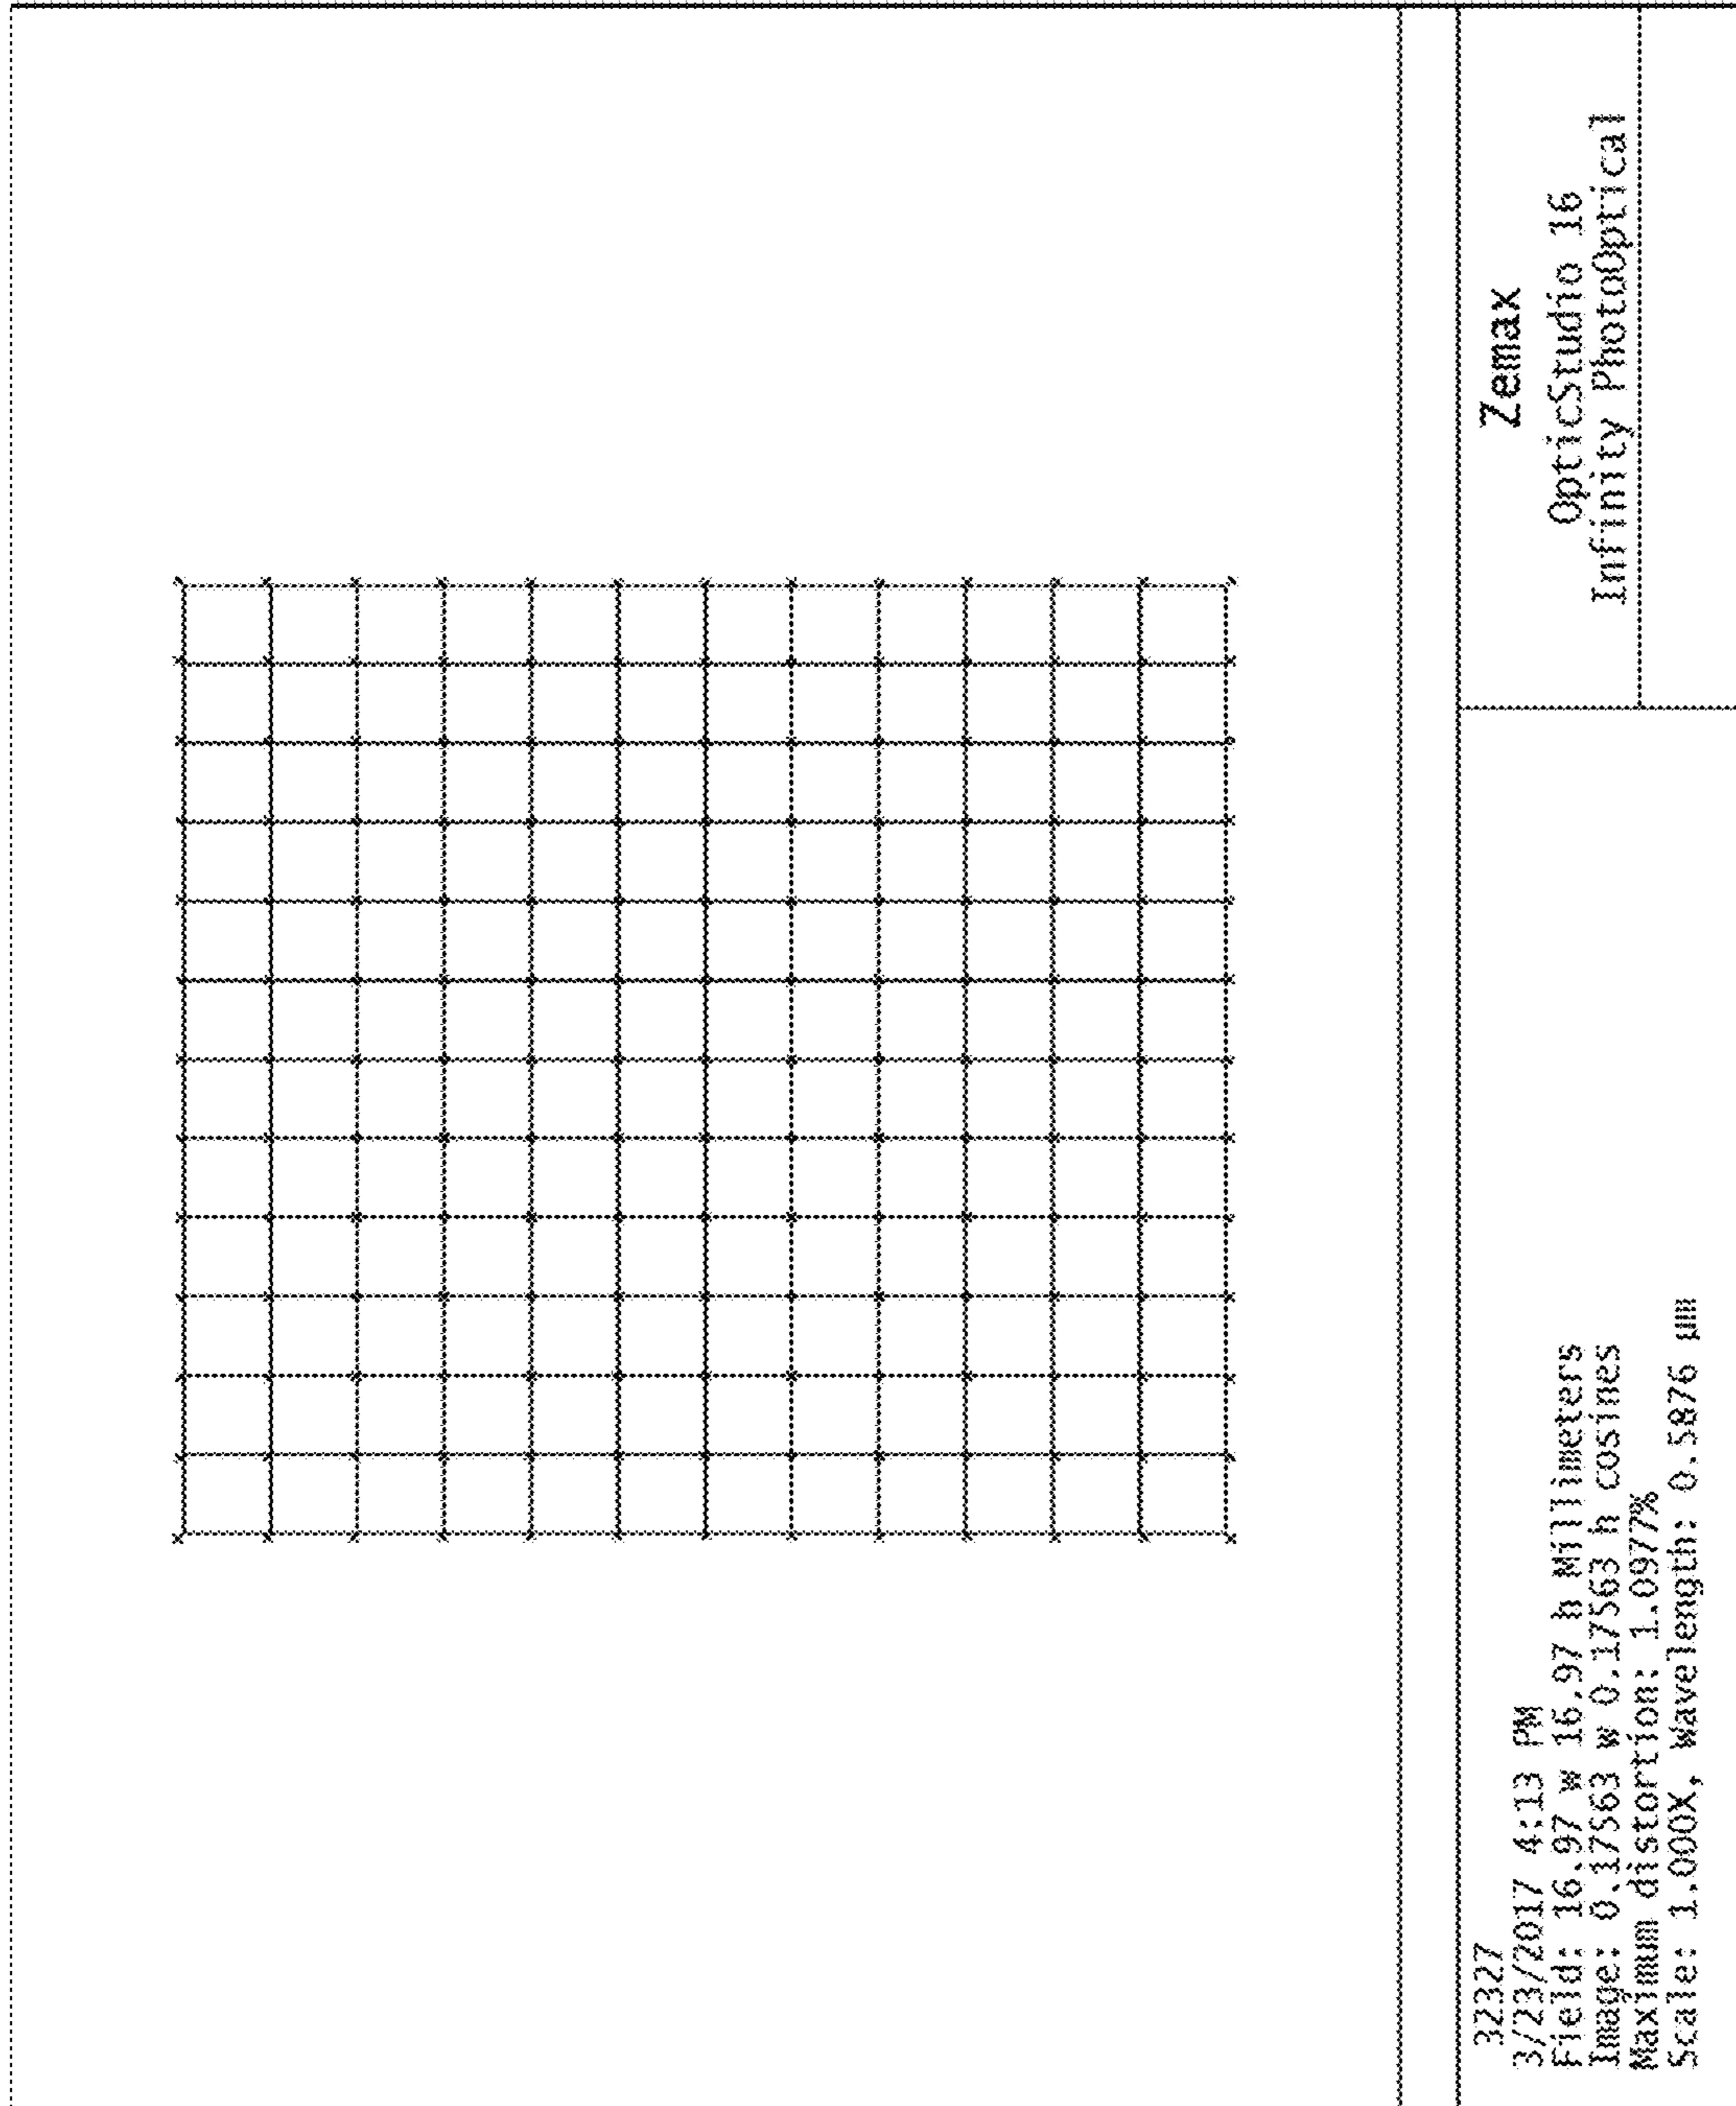 32327
3/23/2017 4:13 PM
Field: 16.97 w 16.97 h Millimeters
Image: 0.17563 w 0.17563 h cosines
Maximum distortion: 1.0977%
Scale: 1.000X, Wavelength: 0.5876 µm
Zemax
OpticStudio 16
Infinity PhotoOptical